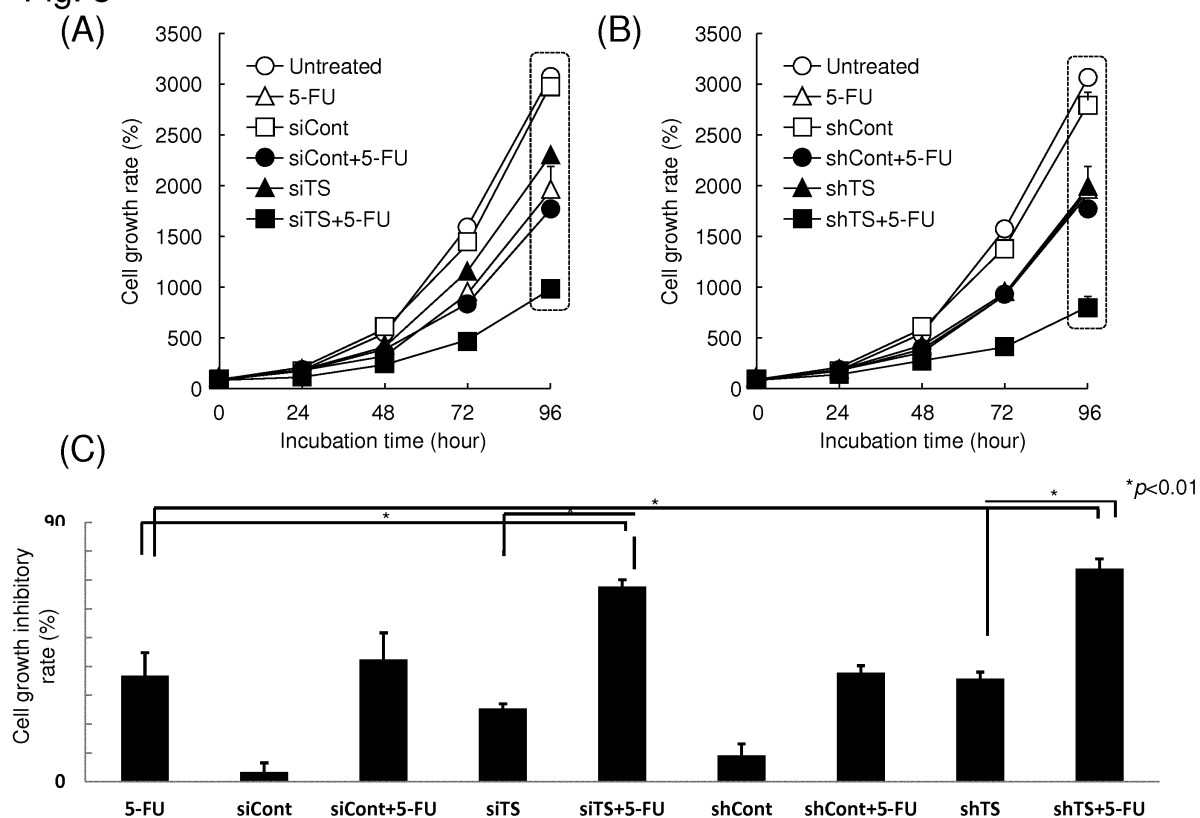 (A)
3500
3000
2500
2000
1500
1000
500
0
Cell growth rate (%)
Untreated
5-FU
siCont
siCont+5-FU
siTS
siTS+5-FU
0 24 48 72 96
Incubation time (hour)
(B)
3500
3000
2500
2000
1500
1000
500
0
Cell growth rate (%)
Untreated
5-FU
shCont
shCont+5-FU
shTS
shTS+5-FU
0 24 48 72 96
Incubation time (hour)
(C)
*p<0.01
* * * *
90
0
Cell growth inhibitory
rate (%)
5-FU siCont siCont+5-FU siTS siTS+5-FU shCont shCont+5-FU shTS shTS+5-FU